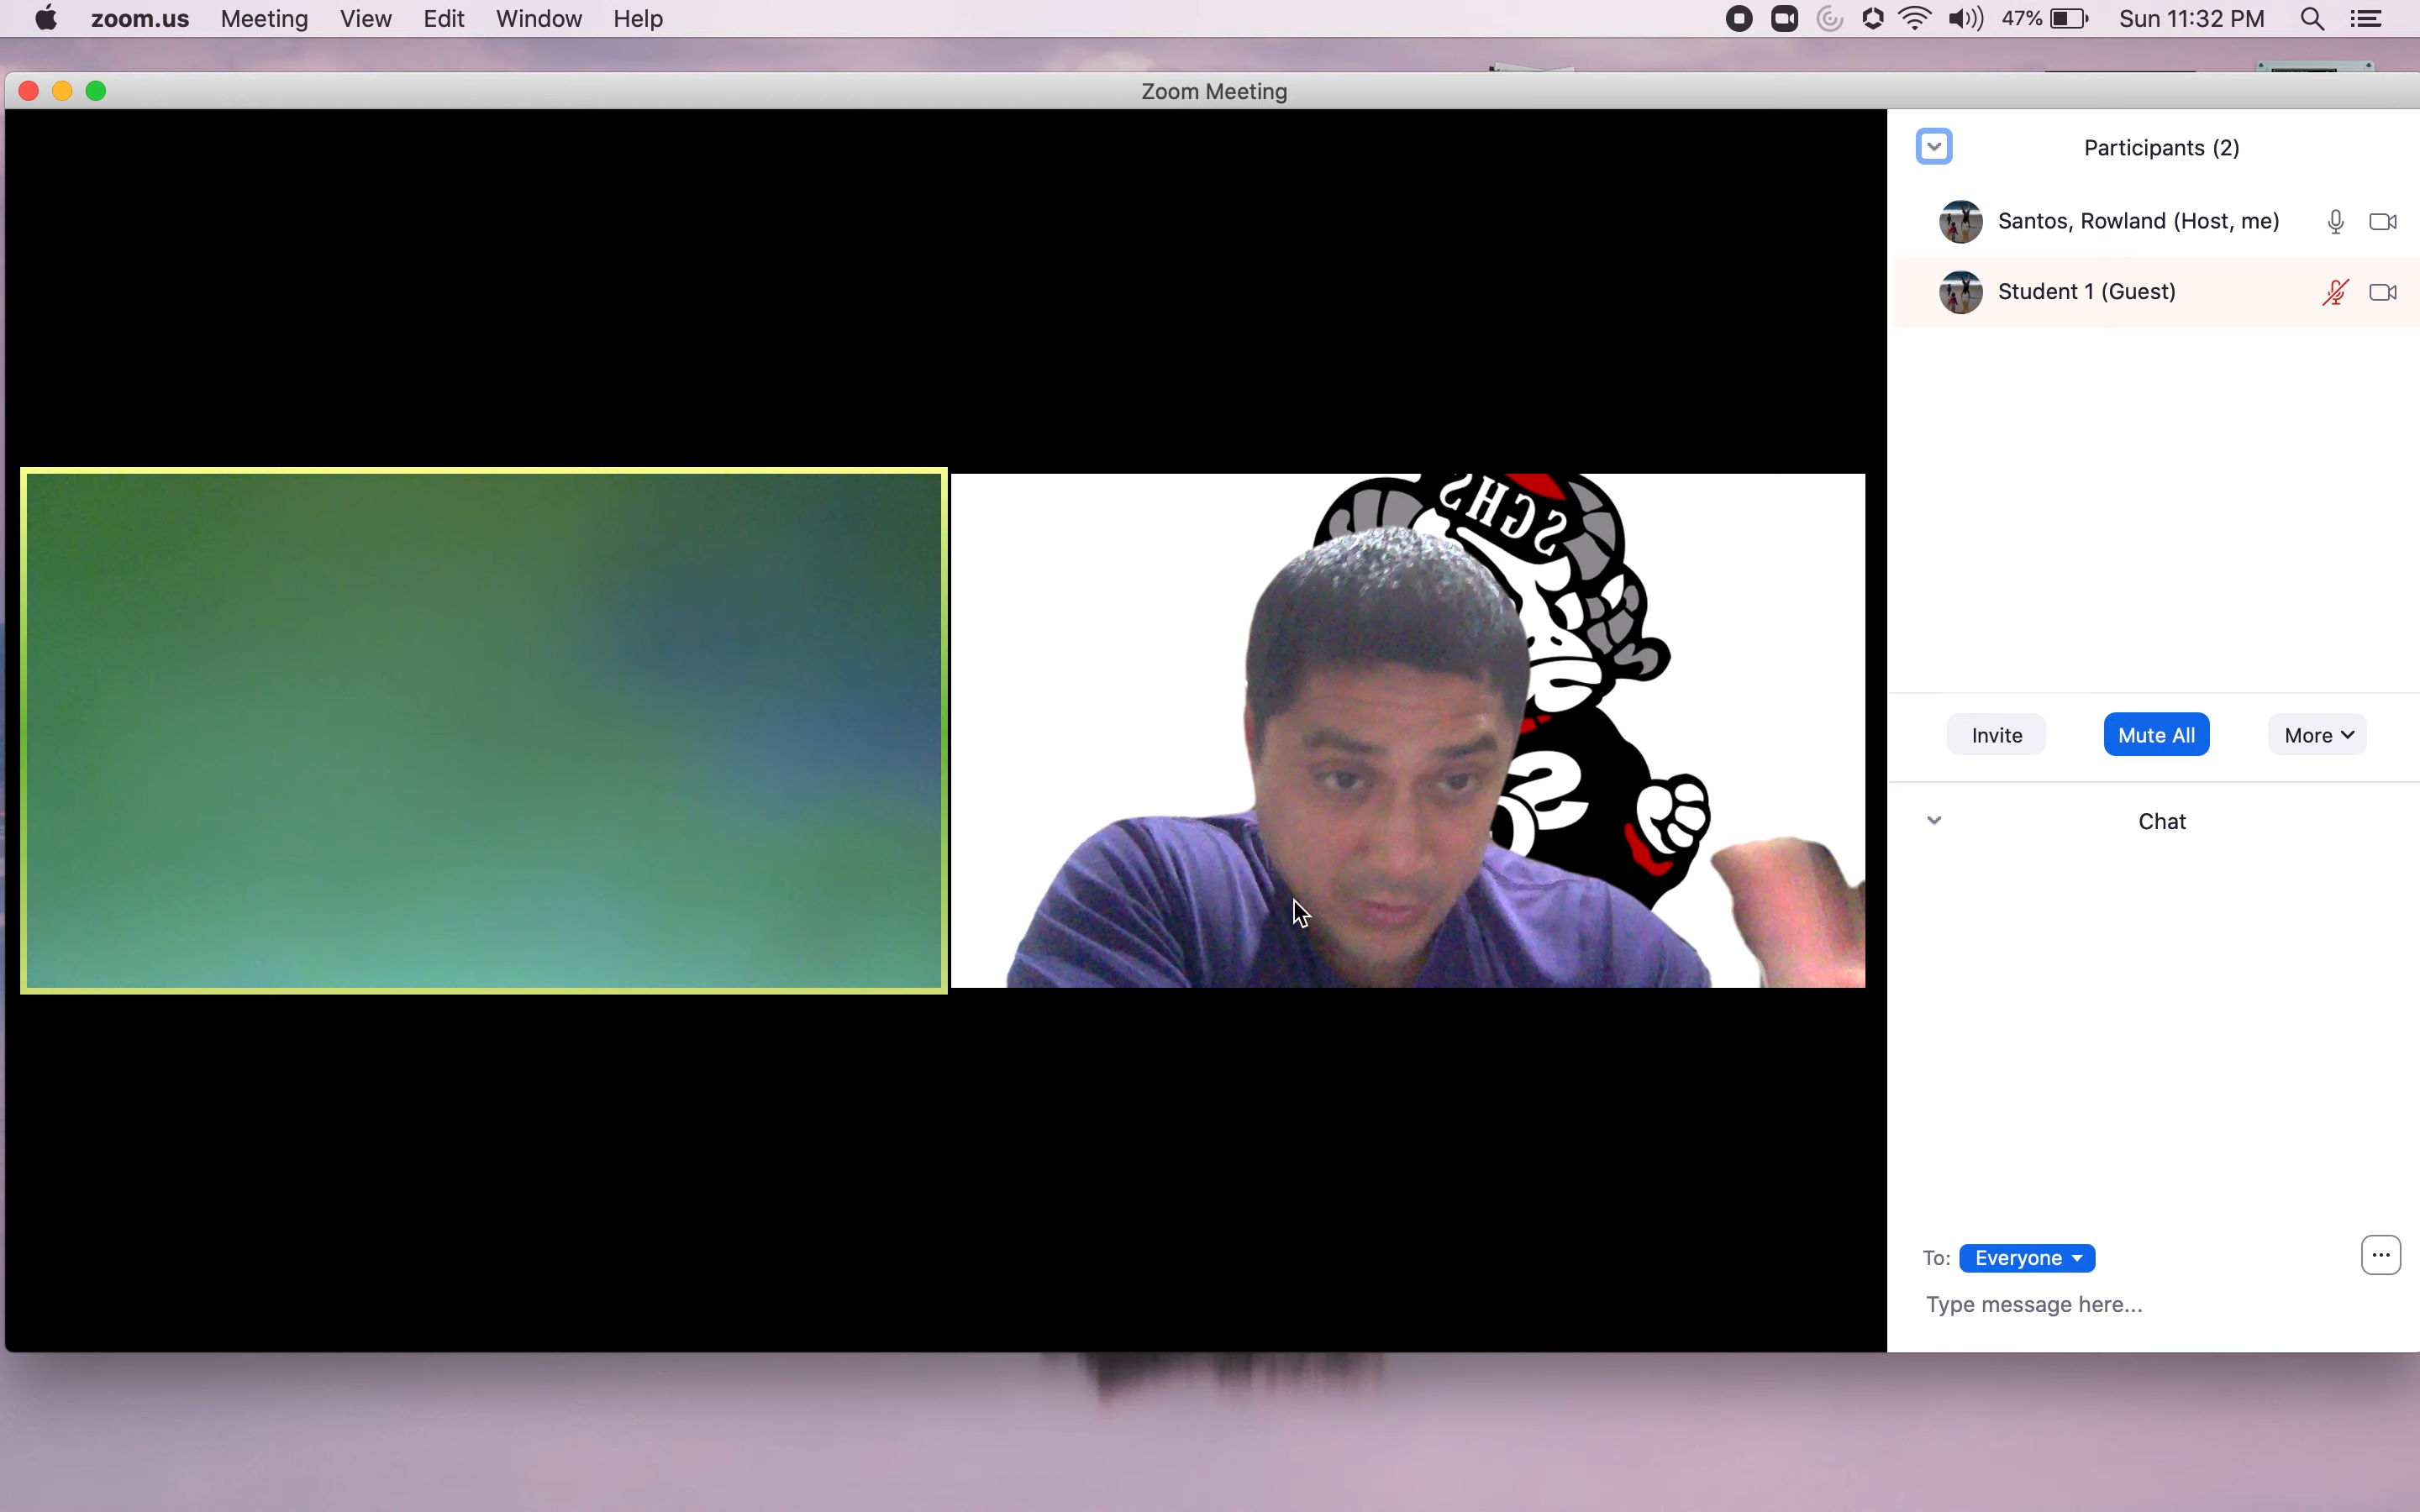 zoom.us Meeting View Edit Window Help 47% Sun 11:32 PM
Zoom Meeting
Participants (2)
Santos, Rowland (Host, me)
Student 1 (Guest)
SGHS
Invite Mute All More
Chat
To: Everyone
Type message here...